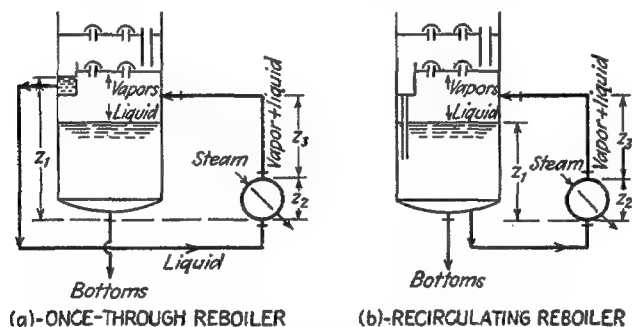 Vapors
Liquid
Vapor+liquid
Steam
z₁
z₂
z₃
Liquid
Bottoms
(a)-ONCE-THROUGH REBOILER
Vapors
Liquid
Vapor+liquid
Steam
z₁
z₂
z₃
Bottoms
(b)-RECIRCULATING REBOILER